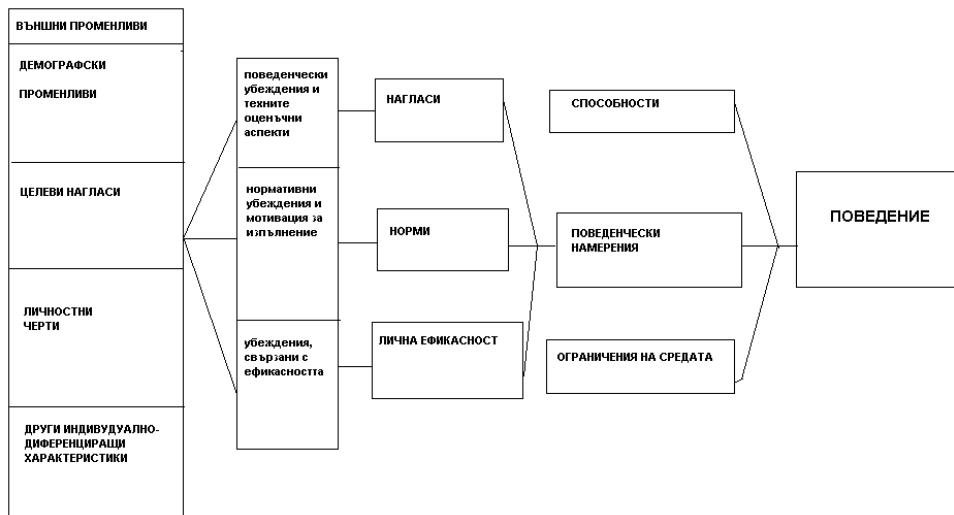 ВЪНШНИ ПРОМЕНЛИВИ
ДЕМОГРАФСКИ
ПРОМЕНЛИВИ
ЦЕЛЕВИ НАГЛАСИ
ЛИЧНОСТНИ
ЧЕРТИ
ДРУГИ ИНДИВУДУАЛНО-
ДИФЕРЕНЦИРАЩИ
ХАРАКТЕРИСТИКИ
поведенчески
убеждения и
техните
оценъчни
аспекти
нормативни
убеждения и
мотивация за
изпълнение
убеждения,
свързани с
ефикасността
НАГЛАСИ
НОРМИ
ЛИЧНА ЕФИКАСНОСТ
СПОСОБНОСТИ
ПОВЕДЕНЧЕСКИ
НАМЕРЕНИЯ
ОГРАНИЧЕНИЯ НА СРЕДАТА
ПОВЕДЕНИЕ